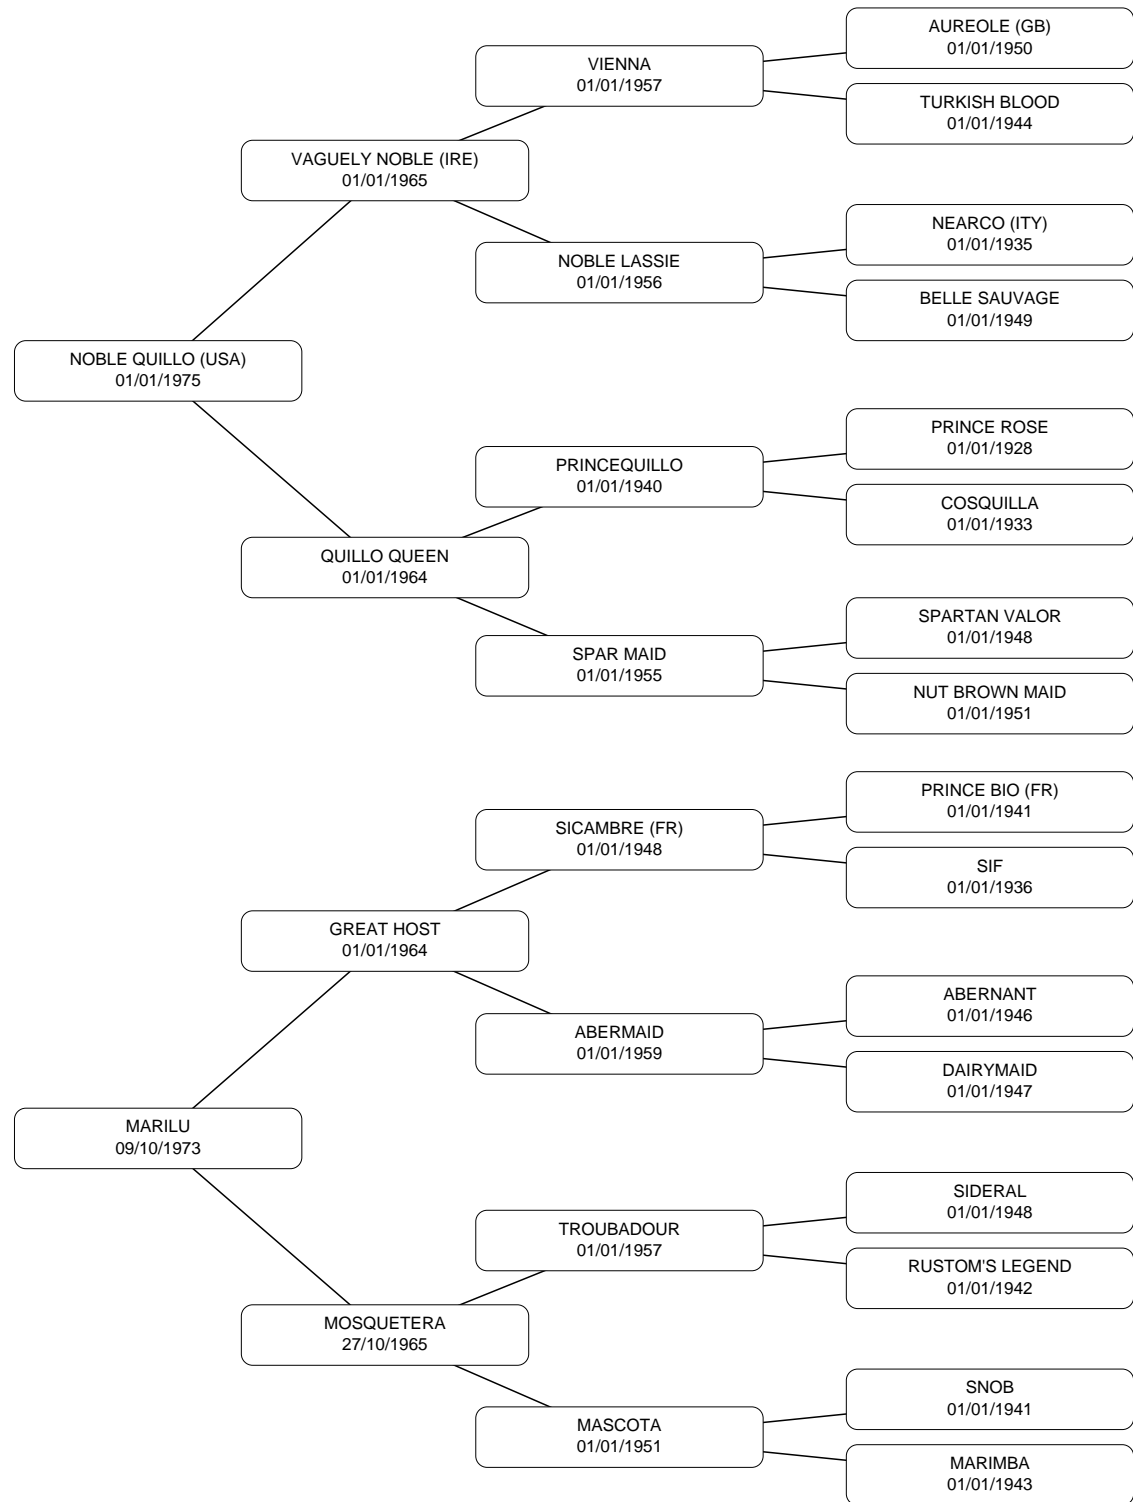 AUREOLE (GB)
01/01/1950
VIENNA
01/01/1957
TURKISH BLOOD
01/01/1944
VAGUELY NOBLE (IRE)
01/01/1965
NEARCO (ITY)
01/01/1935
NOBLE LASSIE
01/01/1956
BELLE SAUVAGE
01/01/1949
NOBLE QUILLO (USA)
01/01/1975
PRINCE ROSE
01/01/1928
PRINCEQUILLO
01/01/1940
COSQUILLA
01/01/1933
QUILLO QUEEN
01/01/1964
SPARTAN VALOR
01/01/1948
SPAR MAID
01/01/1955
NUT BROWN MAID
01/01/1951
PRINCE BIO (FR)
01/01/1941
SICAMBRE (FR)
01/01/1948
SIF
01/01/1936
GREAT HOST
01/01/1964
ABERNANT
01/01/1946
ABERMAID
01/01/1959
DAIRYMAID
01/01/1947
MARILU
09/10/1973
SIDERAL
01/01/1948
TROUBADOUR
01/01/1957
RUSTOM'S LEGEND
01/01/1942
MOSQUETERA
27/10/1965
SNOB
01/01/1941
MASCOTA
01/01/1951
MARIMBA
01/01/1943